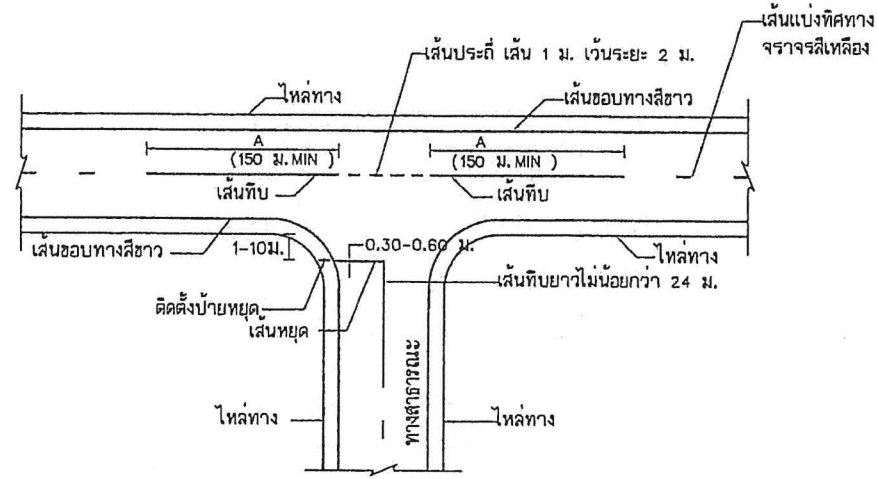 เส้นแบ่งทิศทาง
จราจรสีเหลือง
เส้นประถี่ เส้น 1 ม. เว้นระยะ 2 ม.
ไหล่ทาง
เส้นขอบทางสีขาว
A
(150 ม. MIN )
A
(150 ม. MIN )
เส้นทึบ
เส้นทึบ
เส้นขอบทางสีขาว
1-10ม.
0.30-0.60 ม.
ไหล่ทาง
เส้นทึบยาวไม่น้อยกว่า 24 ม.
ติดตั้งป้ายหยุด
เส้นหยุด
ทางสาธารณะ
ไหล่ทาง
ไหล่ทาง